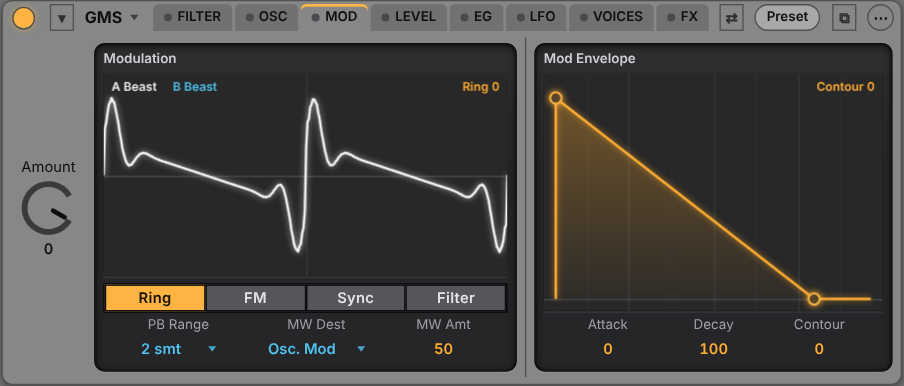 GMS FILTER OSC MOD LEVEL EG LFO VOICES FX Preset
Modulation
A Beast B Beast Ring 0
Amount
0
Ring FM Sync Filter
PB Range MW Dest MW Amt
2 smt Osc. Mod 50
Mod Envelope
Contour 0
Attack Decay Contour
0 100 0